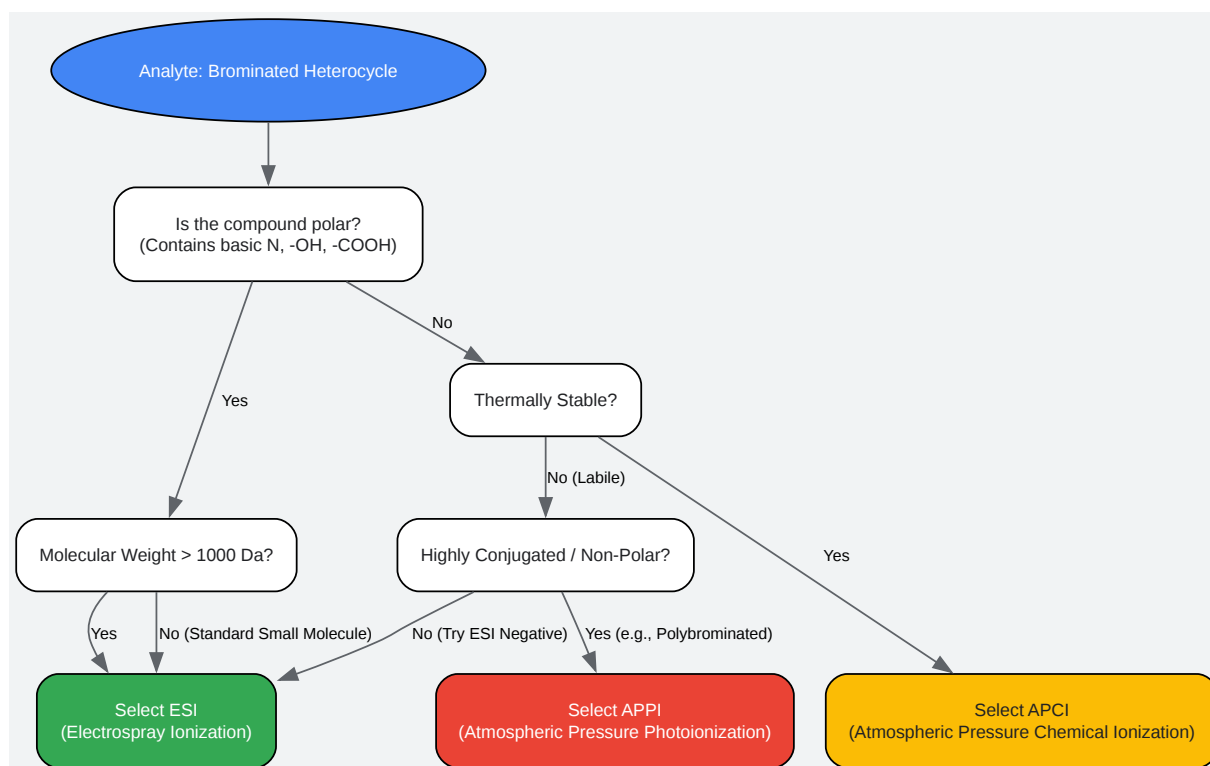 Analyte: Brominated Heterocycle
Is the compound polar?
(Contains basic N, -OH, -COOH)
No
Thermally Stable?
Yes
No (Labile)
Molecular Weight > 1000 Da?
Highly Conjugated / Non-Polar?
Yes
Yes
No (Standard Small Molecule)
No (Try ESI Negative)
Yes (e.g., Polybrominated)
Select ESI
(Electrospray Ionization)
Select APPI
(Atmospheric Pressure Photoionization)
Select APCI
(Atmospheric Pressure Chemical Ionization)